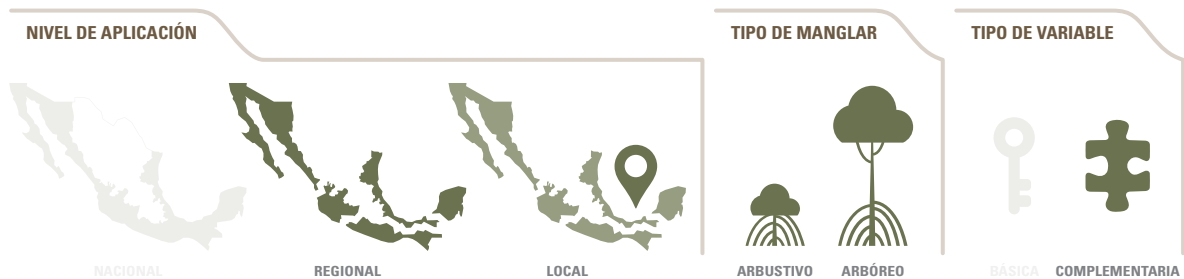 NIVEL DE APLICACIÓN
TIPO DE MANGLAR
TIPO DE VARIABLE
NACIONAL
REGIONAL
LOCAL
ARBUSTIVO
ARBÓREO
BÁSICA
COMPLEMENTARIA